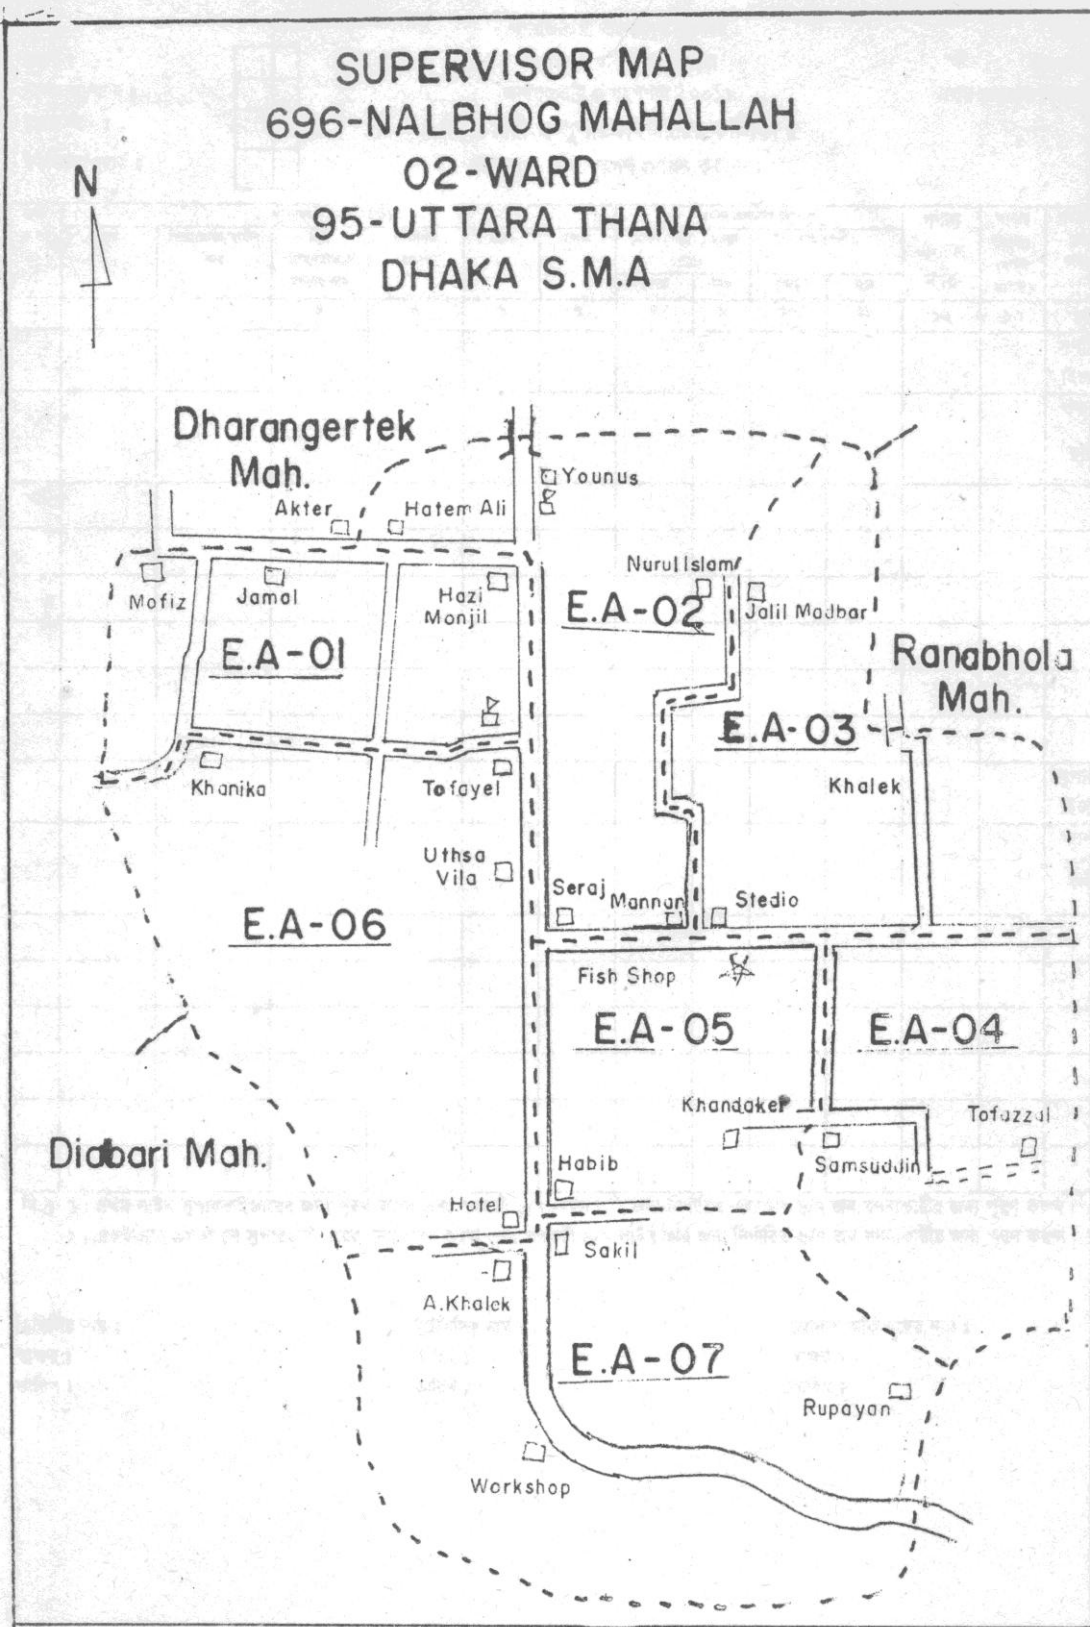 SUPERVISOR MAP
696-NALBHOG MAHALLAH
02-WARD
95-UTTARA THANA
DHAKA S.M.A
N
Dharangertek
Mah.
Akter
Hatem Ali
Younus
Mofiz
Jamal
Hazi
Monjil
Nurul Islam
Jalil Madbar
E.A-01
E.A-02
Ranabhola
Mah.
E.A-03
Khanika
Tofayel
Khalek
Uthsa
Vila
Seraj
Mannan
Stedio
E.A-06
Fish Shop
E.A-05
E.A-04
Khandaker
Tofazzal
Diabari Mah.
Habib
Samsuddin
Hotel
Sakil
A.Khalek
E.A-07
Rupayan
Workshop